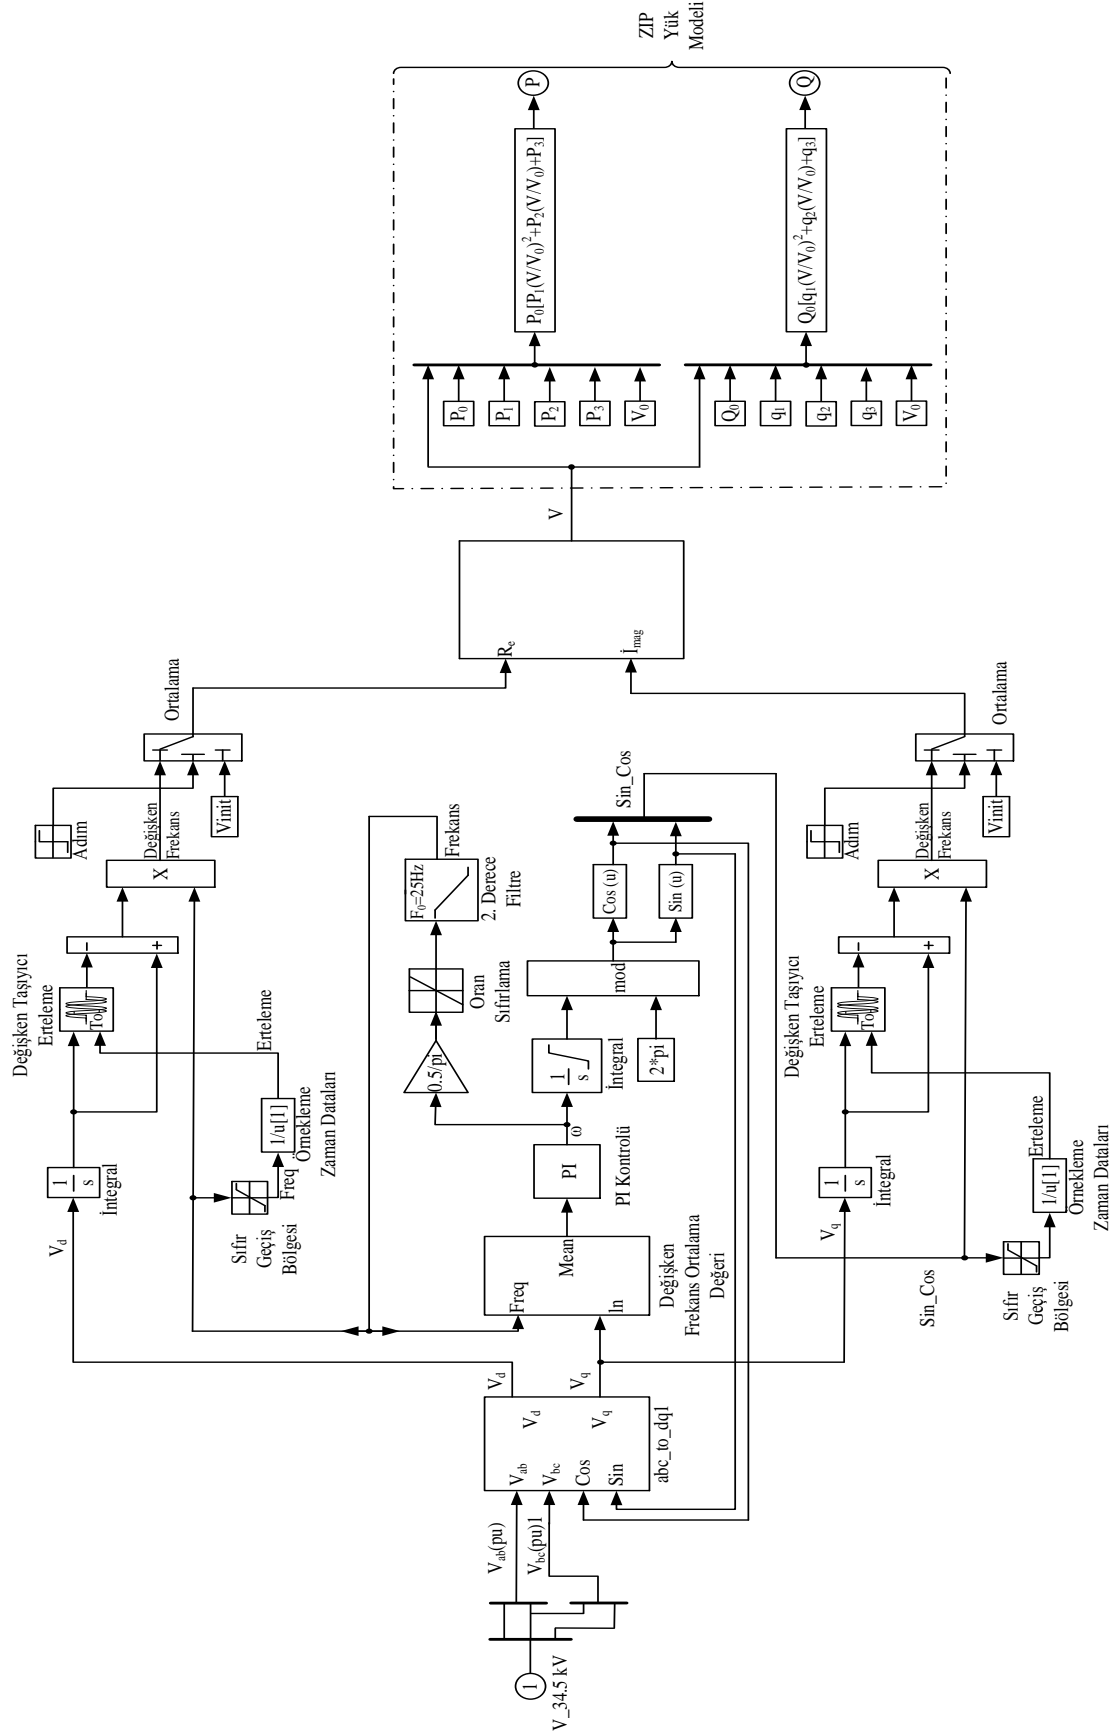 1
V_34.5 kV
Vab(pu)
Vbc(pu)1
Vab
Vbc
Cos
Sin
Vd
Vq
abc_to_dq1
Vd
Vq
Vd
1
s
İntegral
Değişken Taşıyıcı
Erteleme
To
-
+
Sıfır
Geçiş
Bölgesi
Freq
1/u[1]
Örnekleme
Zaman Dataları
Erteleme
X
Adım
Değişken
Frekans
Vinit
Ortalama
Freq
In
Mean
Değişken
Frekans Ortalama
Değeri
PI
PI Kontrolü
ω
0.5/pi
Oran
Sıfırlama
F0=25Hz
2. Derece
Filtre
Frekans
1
s
İntegral
2*pi
mod
Cos (u)
Sin (u)
Sin_Cos
Vq
1
s
İntegral
Sin_Cos
Değişken Taşıyıcı
Erteleme
To
-
+
Sıfır
Geçiş
Bölgesi
1/u[1]
Örnekleme
Zaman Dataları
Erteleme
X
Adım
Değişken
Frekans
Vinit
Ortalama
Re
İmag
V
P0
P1
P2
P3
V0
P0[P1(V/V0)²+P2(V/V0)+P3]
P
Q0
q1
q2
q3
V0
Q0[q1(V/V0)²+q2(V/V0)+q3]
Q
ZIP
Yük
Modeli